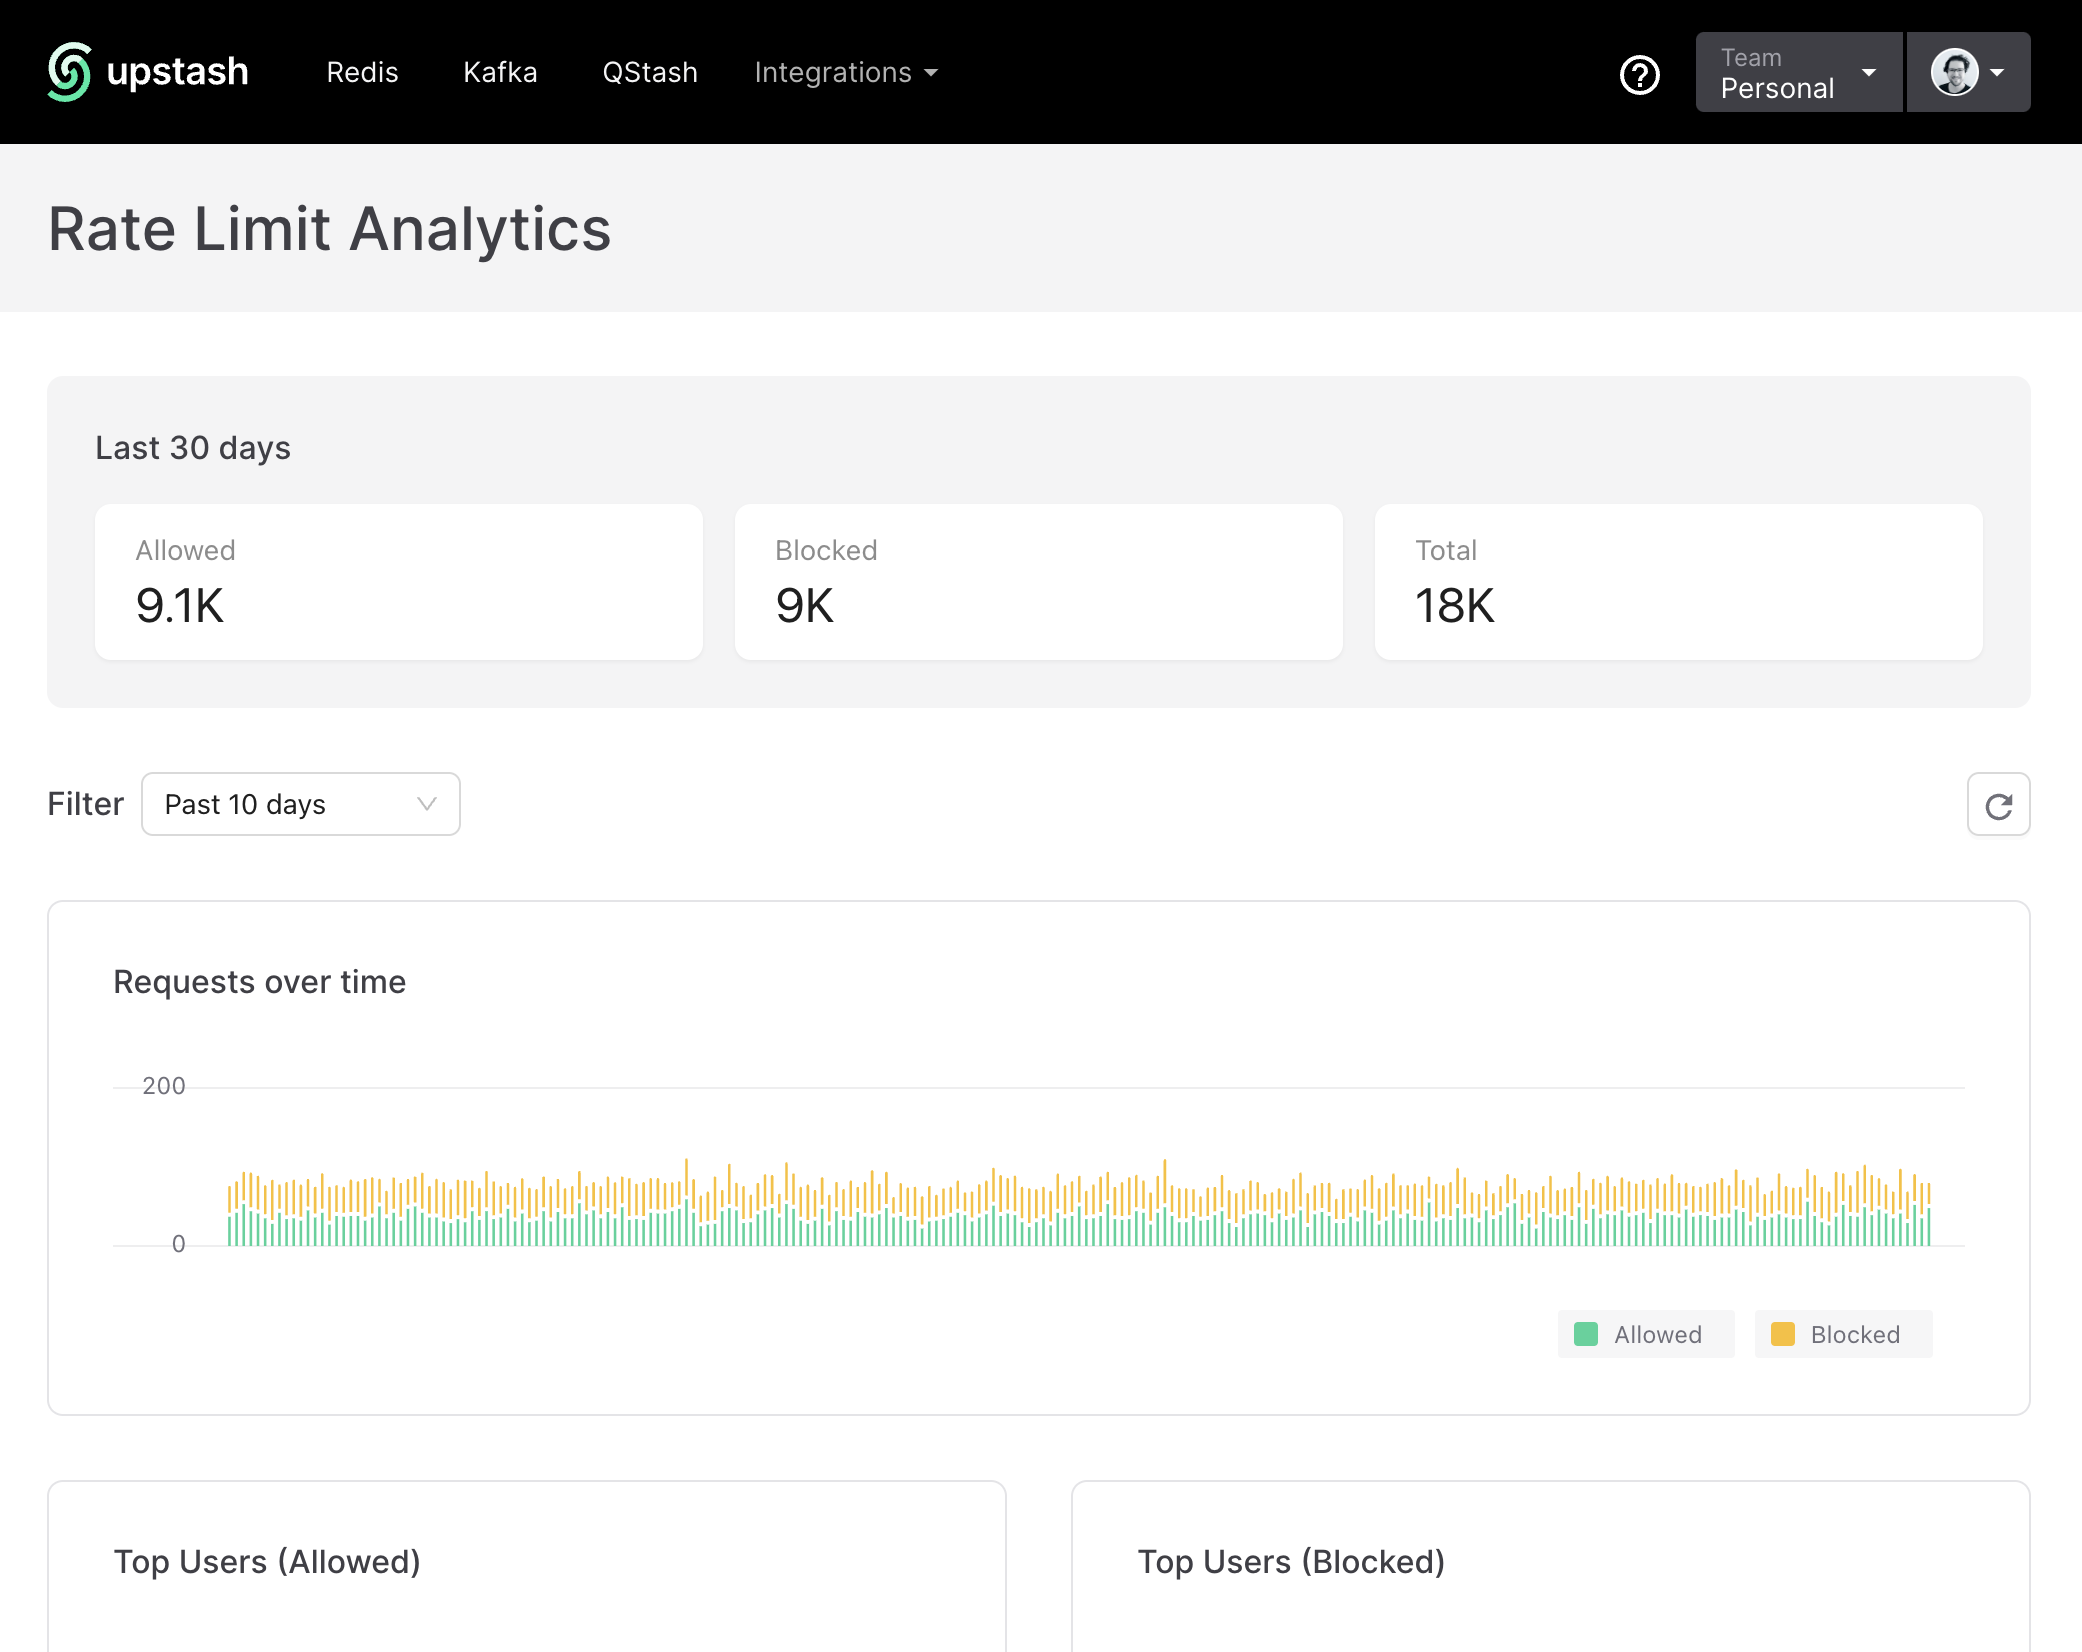 upstash
Redis
Kafka
QStash
Integrations
Team
Personal
Rate Limit Analytics
Last 30 days
Allowed
9.1K
Blocked
9K
Total
18K
Filter
Past 10 days
Requests over time
200
0
Allowed
Blocked
Top Users (Allowed)
Top Users (Blocked)